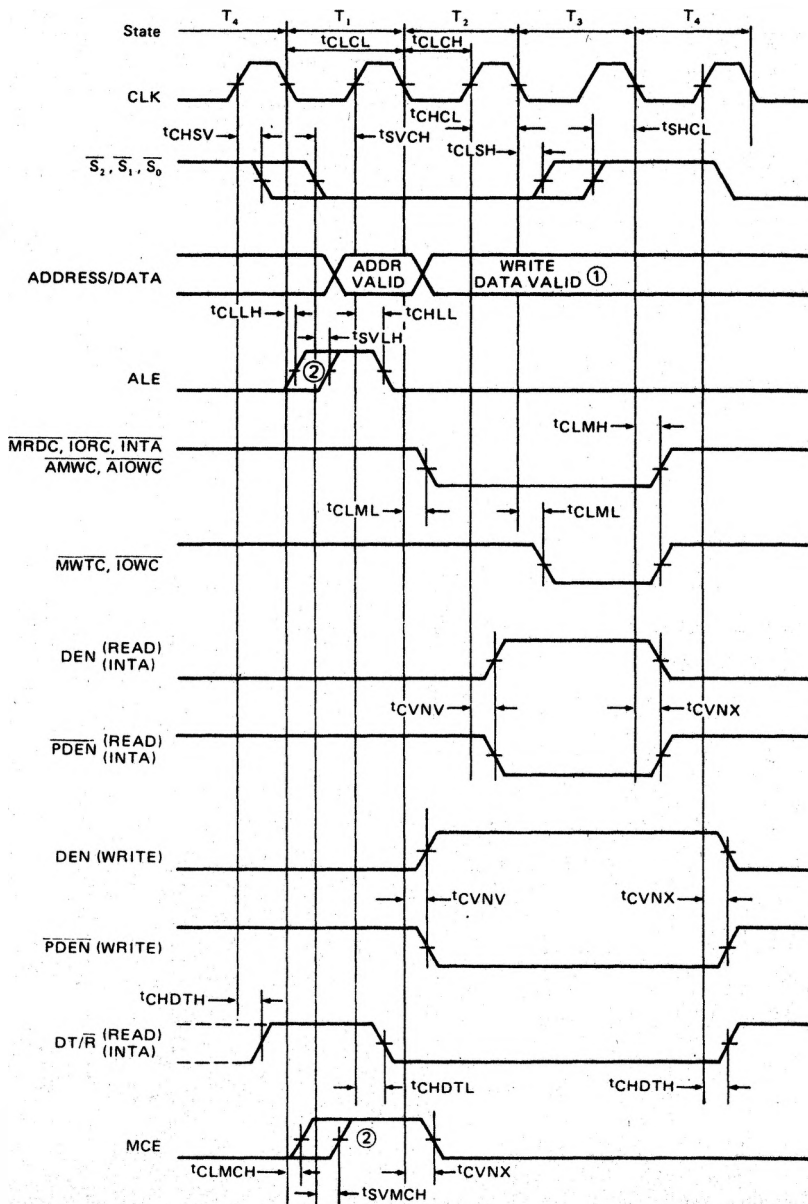 State T4 T1 T2 T3 T4
tCLCL tCLCH
CLK
tCHCL
tCHSV tSVCH tCLSH tSHCL
S2, S1, S0
ADDRESS/DATA
ADDR VALID
WRITE DATA VALID ①
tCLLH tCHLL
tSVLH
ALE ②
tCLMH
MRDC, IORC, INTA
AMWC, AIOWC
tCLML tCLML
MWTC, IOWC
DEN (READ)
(INTA)
tCVNV tCVNX
PDEN (READ)
(INTA)
DEN (WRITE)
tCVNV tCVNX
PDEN (WRITE)
tCHDTH
DT/R (READ)
(INTA)
tCHDTL tCHDTH
MCE ②
tCLMCH tCVNX
tSVMCH